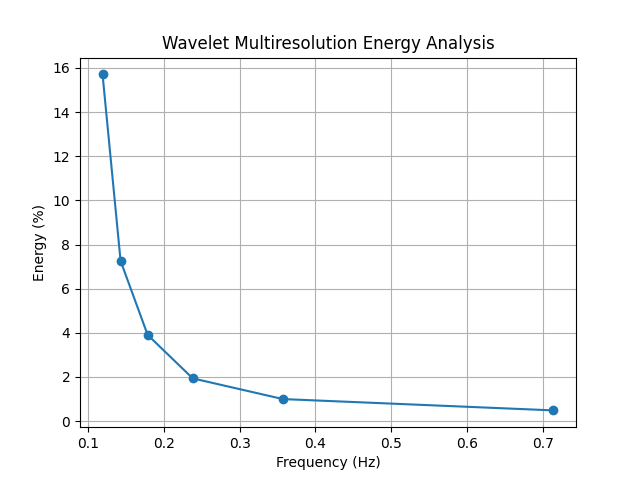 Wavelet Multiresolution Energy Analysis
16
14
12
10
8
6
4
2
0
Energy (%)
0.1 0.2 0.3 0.4 0.5 0.6 0.7
Frequency (Hz)